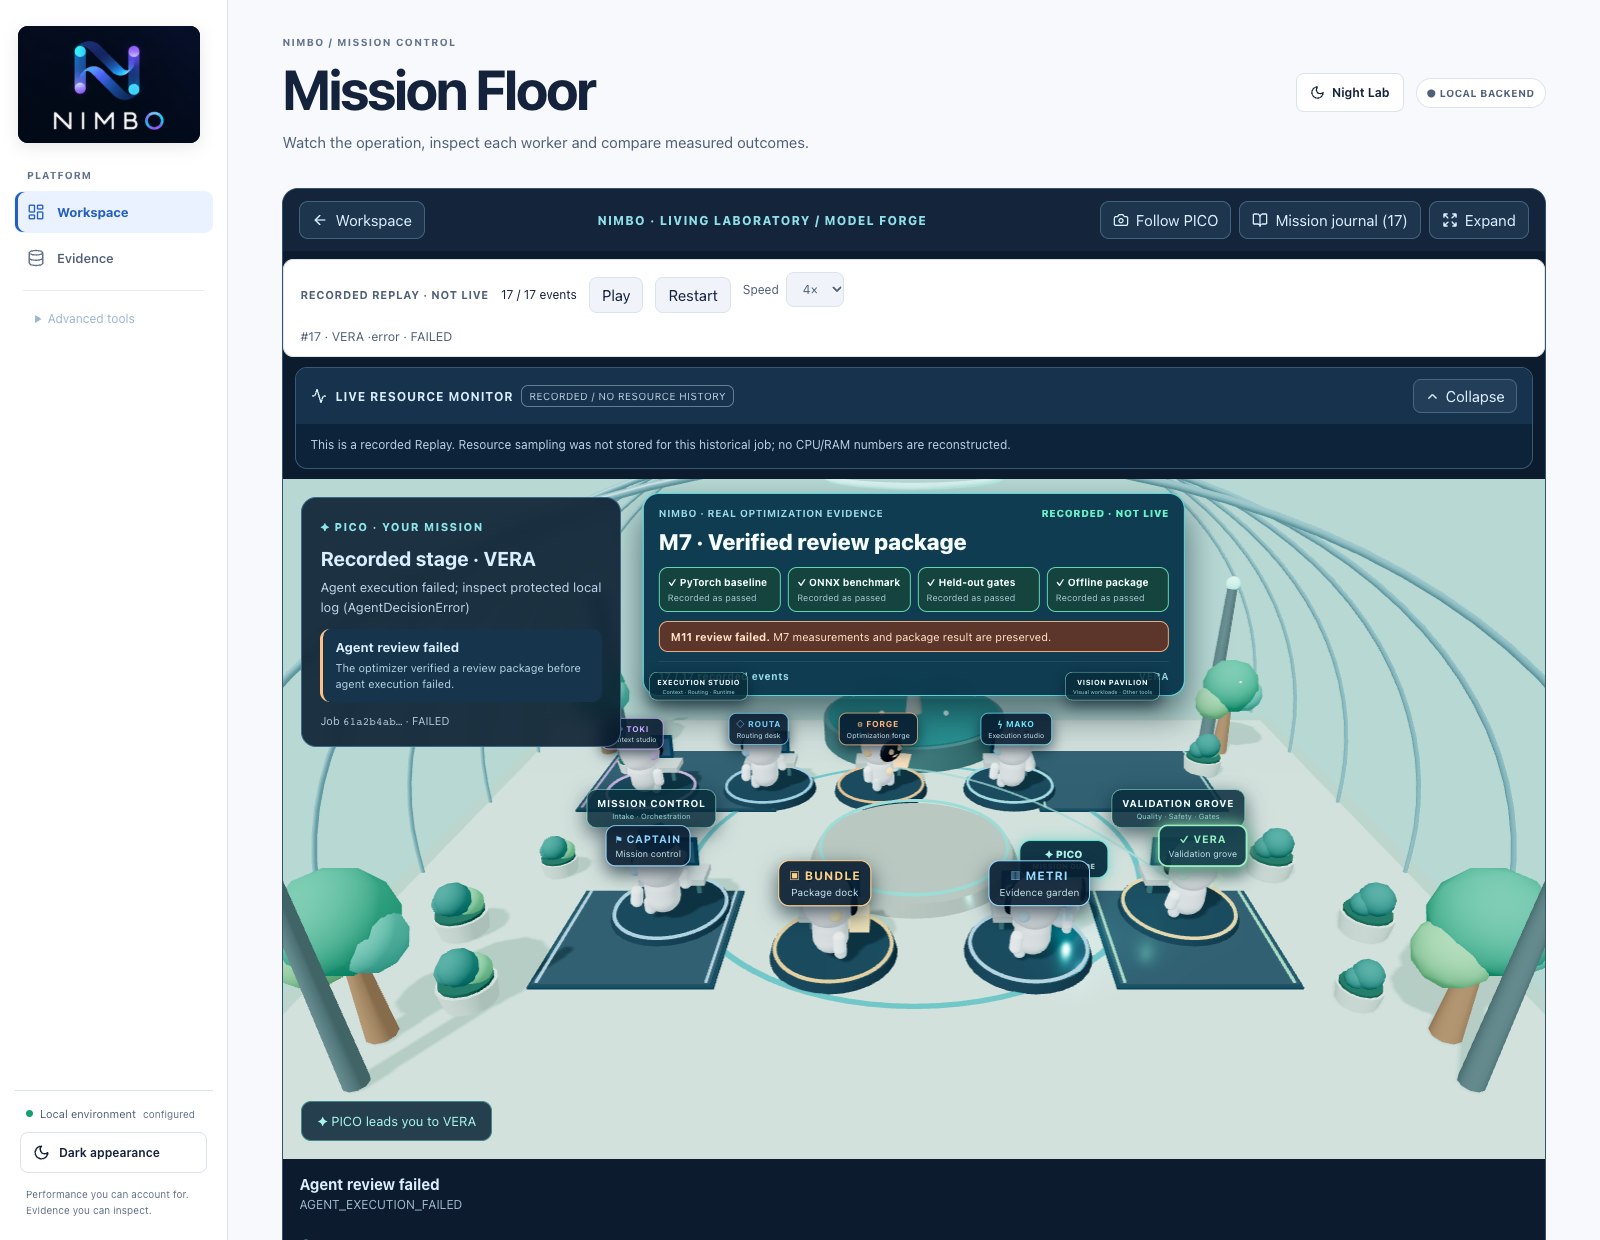 NIMBO
PLATFORM
Workspace
Evidence
Advanced tools
Local environment configured
Dark appearance
Performance you can account for.
Evidence you can inspect.
NIMBO / MISSION CONTROL
Mission Floor
Watch the operation, inspect each worker and compare measured outcomes.
Night Lab
LOCAL BACKEND
Workspace
NIMBO · LIVING LABORATORY / MODEL FORGE
Follow PICO
Mission journal (17)
Expand
RECORDED REPLAY · NOT LIVE 17 / 17 events Play Restart Speed 4×
#17 · VERA ·error · FAILED
LIVE RESOURCE MONITOR RECORDED / NO RESOURCE HISTORY
Collapse
This is a recorded Replay. Resource sampling was not stored for this historical job; no CPU/RAM numbers are reconstructed.
PICO · YOUR MISSION
Recorded stage · VERA
Agent execution failed; inspect protected local
log (AgentDecisionError)
Agent review failed
The optimizer verified a review package before
agent execution failed.
Job 61a2b4ab… · FAILED
NIMBO · REAL OPTIMIZATION EVIDENCE RECORDED · NOT LIVE
M7 · Verified review package
✓ PyTorch baseline
Recorded as passed
✓ ONNX benchmark
Recorded as passed
✓ Held-out gates
Recorded as passed
✓ Offline package
Recorded as passed
M11 review failed. M7 measurements and package result are preserved.
events
EXECUTION STUDIO
Context · Routing · Runtime
VISION PAVILION
Visual workloads · Other tools
TOKI
studio
ROUTA
Routing desk
FORGE
Optimization forge
MAKO
Execution studio
MISSION CONTROL
Intake · Orchestration
CAPTAIN
Mission control
VALIDATION GROVE
Quality · Safety · Gates
✓ VERA
Validation grove
PICO
BUNDLE
Package dock
METRI
Evidence garden
PICO leads you to VERA
Agent review failed
AGENT_EXECUTION_FAILED